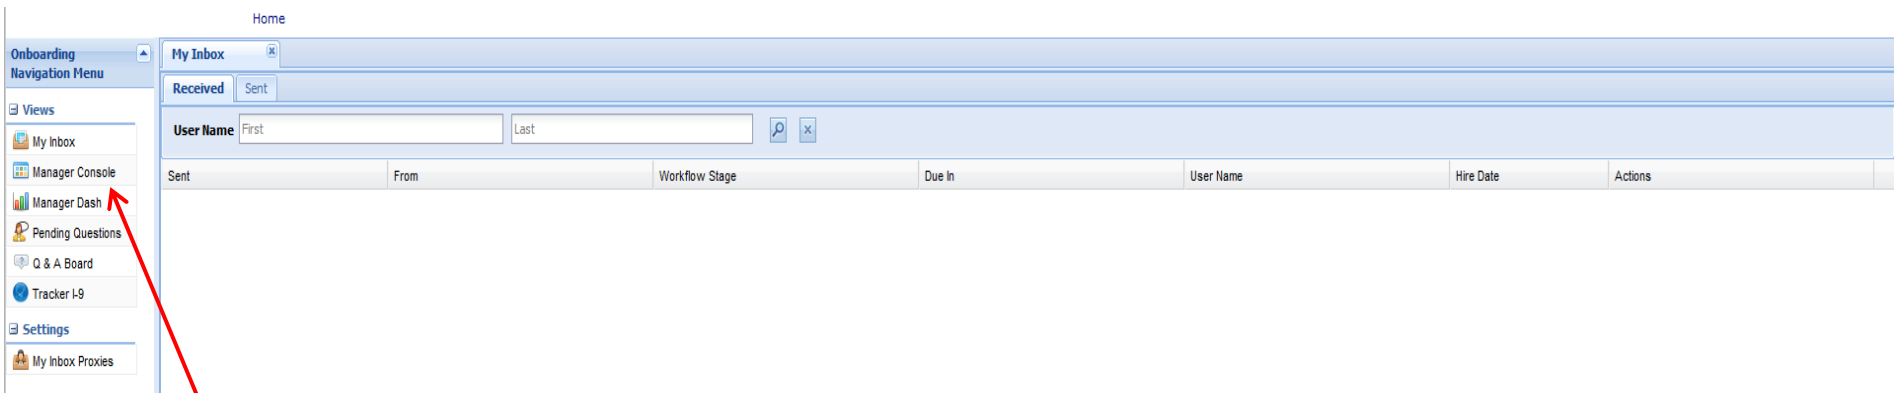 Home
Onboarding
Navigation Menu
My Inbox
Received Sent
Views
User Name First Last
My Inbox
Manager Console
Sent From Workflow Stage Due In User Name Hire Date Actions
Manager Dash
Pending Questions
Q & A Board
Tracker I-9
Settings
My Inbox Proxies